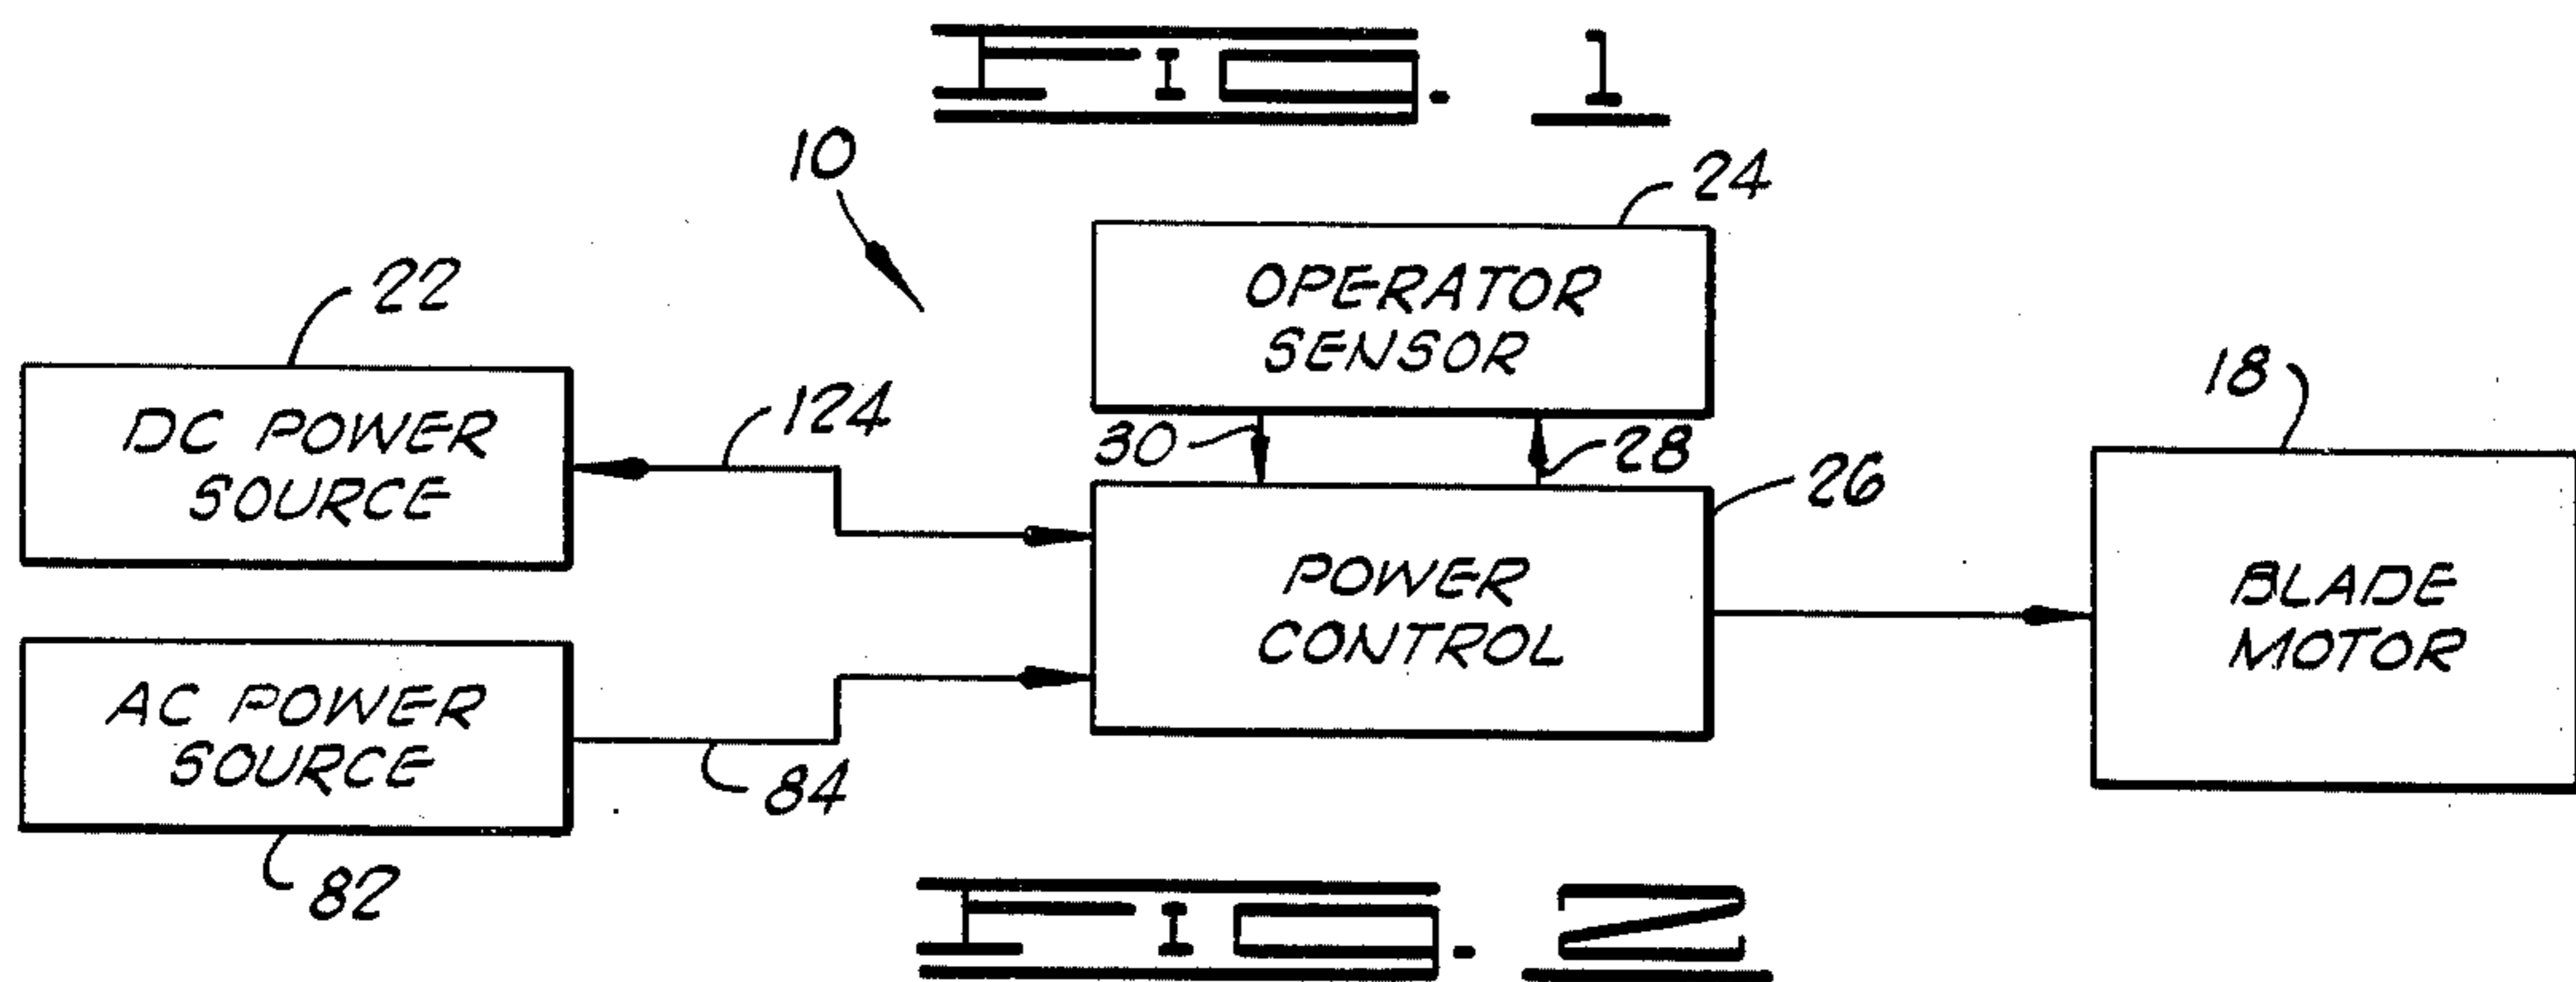 FIG. 1
10
24
OPERATOR
SENSOR
22
DC POWER
SOURCE
124
30
28
18
26
POWER
CONTROL
BLADE
MOTOR
AC POWER
SOURCE
84
82
FIG. 2